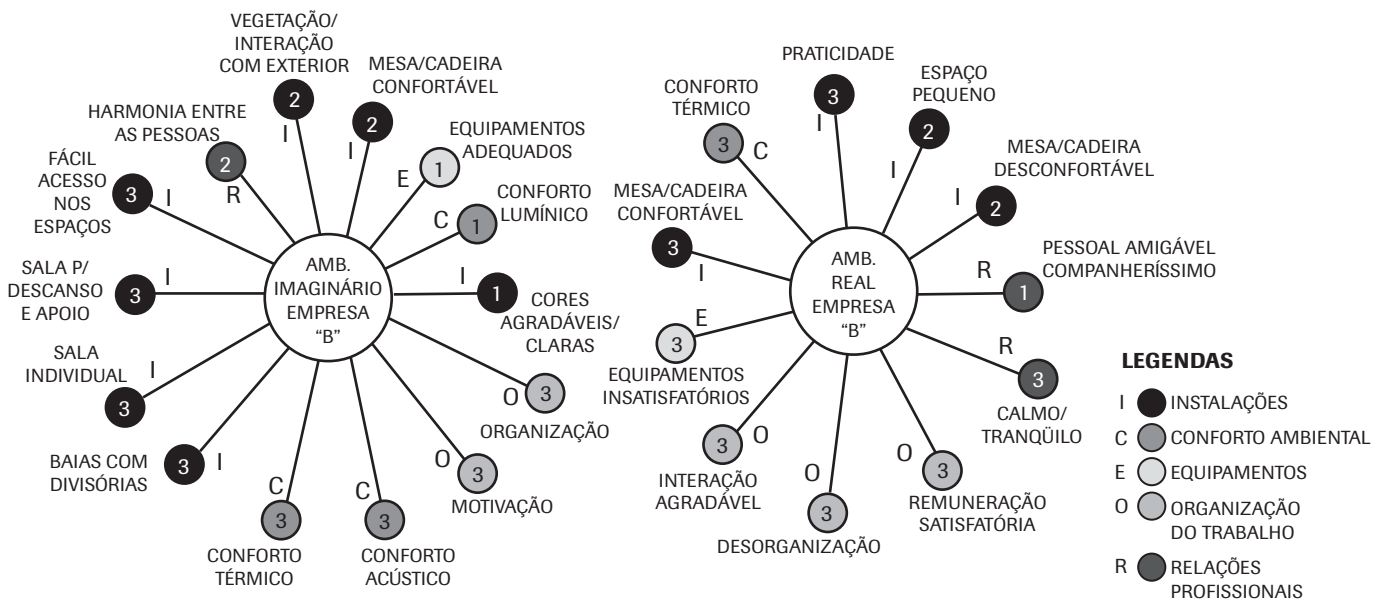 VEGETAÇÃO/
INTERAÇÃO
COM EXTERIOR
2
I
MESA/CADEIRA
CONFORTÁVEL
2
I
EQUIPAMENTOS
ADEQUADOS
1
E
CONFORTO
LUMÍNICO
1
C
CORES
AGRADÁVEIS/
CLARAS
1
I
ORGANIZAÇÃO
3
O
MOTIVAÇÃO
3
O
CONFORTO
ACÚSTICO
3
C
CONFORTO
TÉRMICO
3
C
BAIAS COM
DIVISÓRIAS
3
I
SALA
INDIVIDUAL
3
I
SALA P/
DESCANSO
E APOIO
3
I
FÁCIL
ACESSO
NOS
ESPAÇOS
3
I
HARMONIA ENTRE
AS PESSOAS
2
R
AMB.
IMAGINÁRIO
EMPRESA
“B”
PRATICIDADE
3
I
ESPAÇO
PEQUENO
2
I
MESA/CADEIRA
DESCONFORTÁVEL
2
I
PESSOAL AMIGÁVEL
COMPANHERÍSSIMO
1
R
CALMO/
TRANQÜILO
3
R
REMUNERAÇÃO
SATISFATÓRIA
3
O
DESORGANIZAÇÃO
3
O
INTERAÇÃO
AGRADÁVEL
3
O
EQUIPAMENTOS
INSATISFATÓRIOS
3
E
MESA/CADEIRA
CONFORTÁVEL
3
I
CONFORTO
TÉRMICO
3
C
AMB.
REAL
EMPRESA
“B”
LEGENDAS
I INSTALAÇÕES
C CONFORTO AMBIENTAL
E EQUIPAMENTOS
O ORGANIZAÇÃO
DO TRABALHO
R RELAÇÕES
PROFISSIONAIS